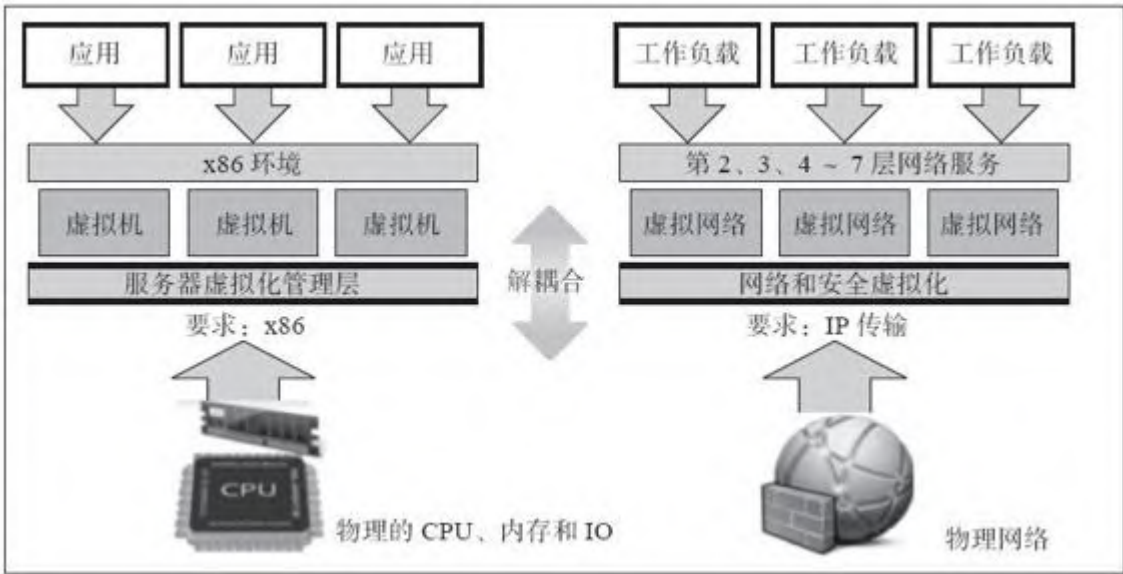 应用 应用 应用
x86 环境
虚拟机 虚拟机 虚拟机
服务器虚拟化管理层
要求：x86
CPU
物理的 CPU、内存和 IO
解耦合
工作负载 工作负载 工作负载
第 2、3、4 ~ 7 层网络服务
虚拟网络 虚拟网络 虚拟网络
网络和安全虚拟化
要求：IP 传输
物理网络